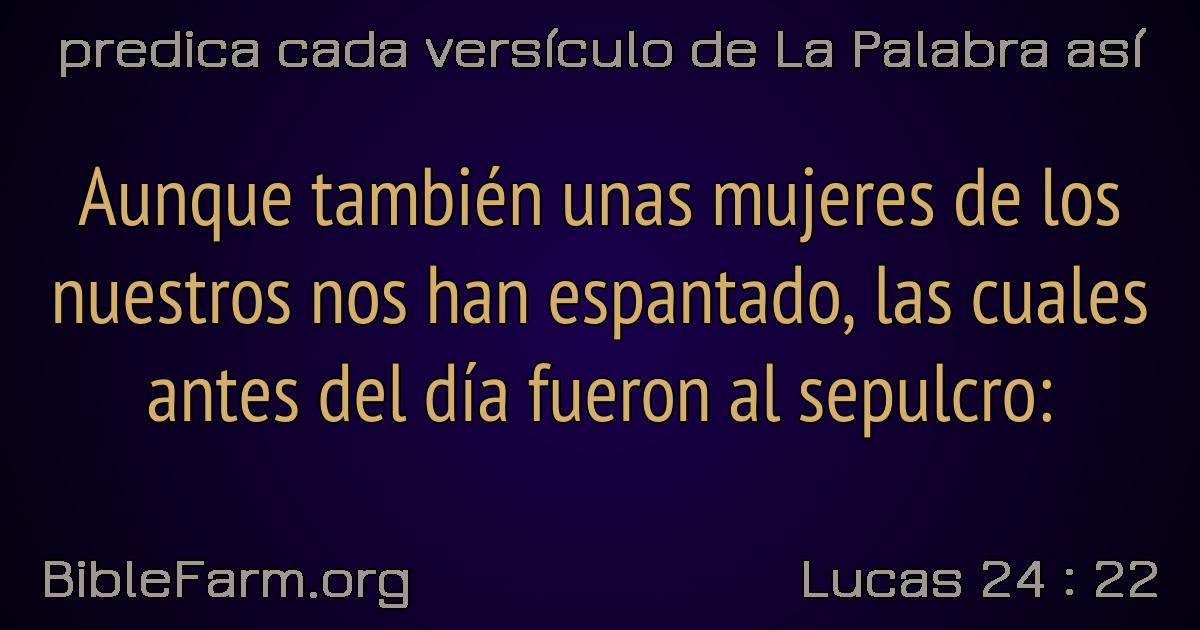 predica cada versículo de La Palabra así
Aunque también unas mujeres de los
nuestros nos han espantado, las cuales
antes del día fueron al sepulcro:
BibleFarm.org
Lucas 24 : 22